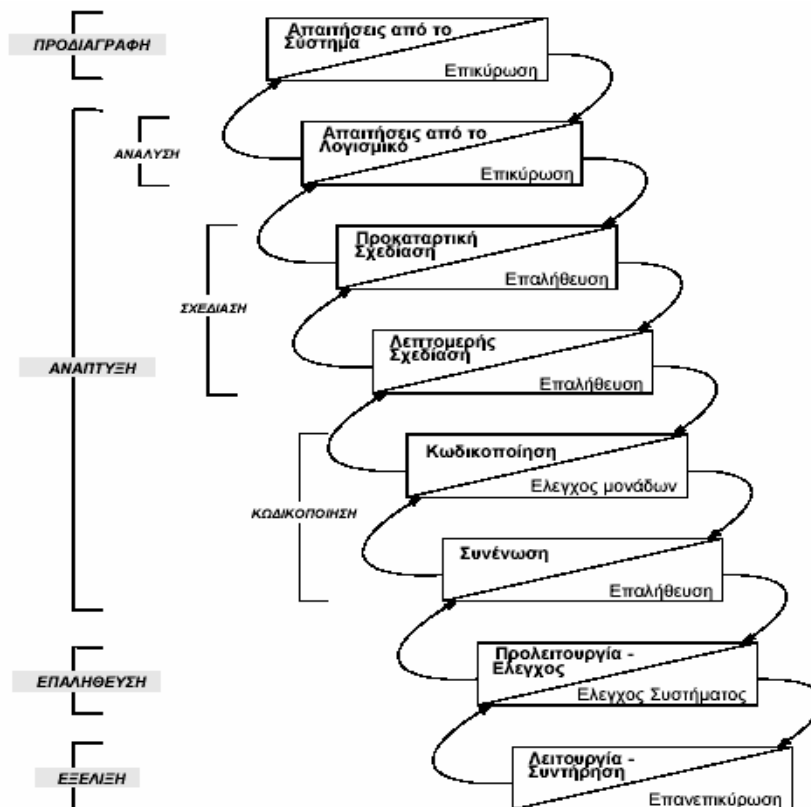 ΠΡΟΔΙΑΓΡΑΦΗ
Απαιτήσεις από το
Σύστημα
Επικύρωση
ΑΝΑΛΥΣΗ
Απαιτήσεις από το
Λογισμικό
Επικύρωση
ΣΧΕΔΙΑΣΗ
Προκαταρτική
Σχεδίαση
Επαλήθευση
ΑΝΑΠΤΥΞΗ
Λεπτομερής
Σχεδίαση
Επαλήθευση
Κωδικοποίηση
Ελεγχος μονάδων
ΚΩΔΙΚΟΠΟΙΗΣΗ
Συνένωση
Επαλήθευση
ΕΠΑΛΗΘΕΥΣΗ
Προλειτουργία -
Ελεγχος
Ελεγχος Συστήματος
ΕΞΕΛΙΞΗ
Λειτουργία -
Συντήρηση
Επανεπικύρωση